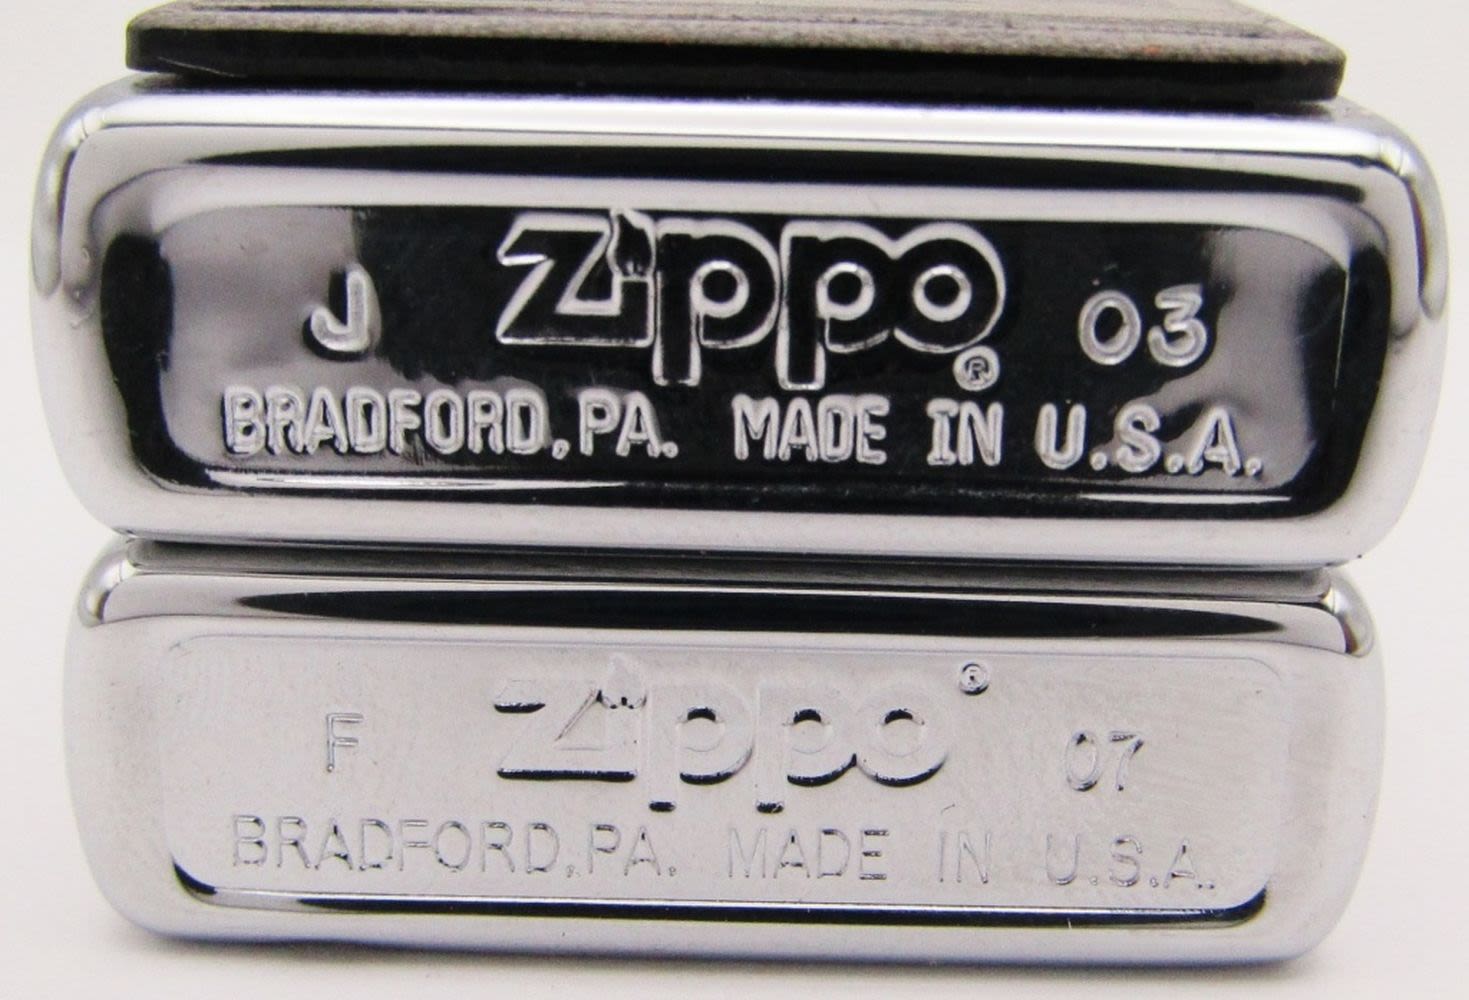 J Zippo® 03
BRADFORD, PA. MADE IN U.S.A.
F Zippo® 07
BRADFORD, PA. MADE IN U.S.A.